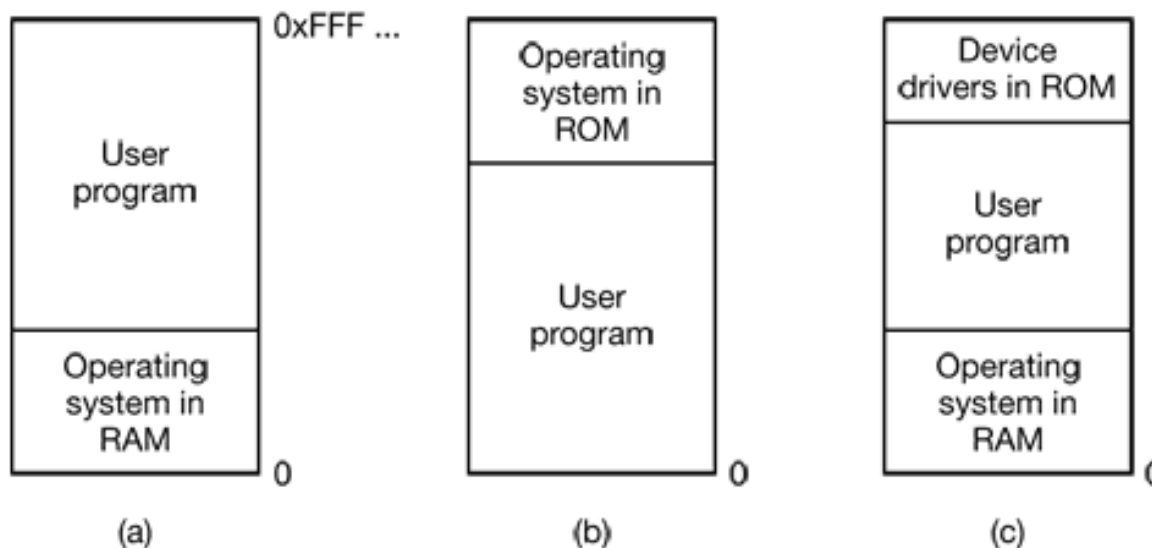 0xFFF ...
User
program
Operating
system in
RAM
0
(a)
Operating
system in
ROM
User
program
0
(b)
Device
drivers in ROM
User
program
Operating
system in
RAM
0
(c)